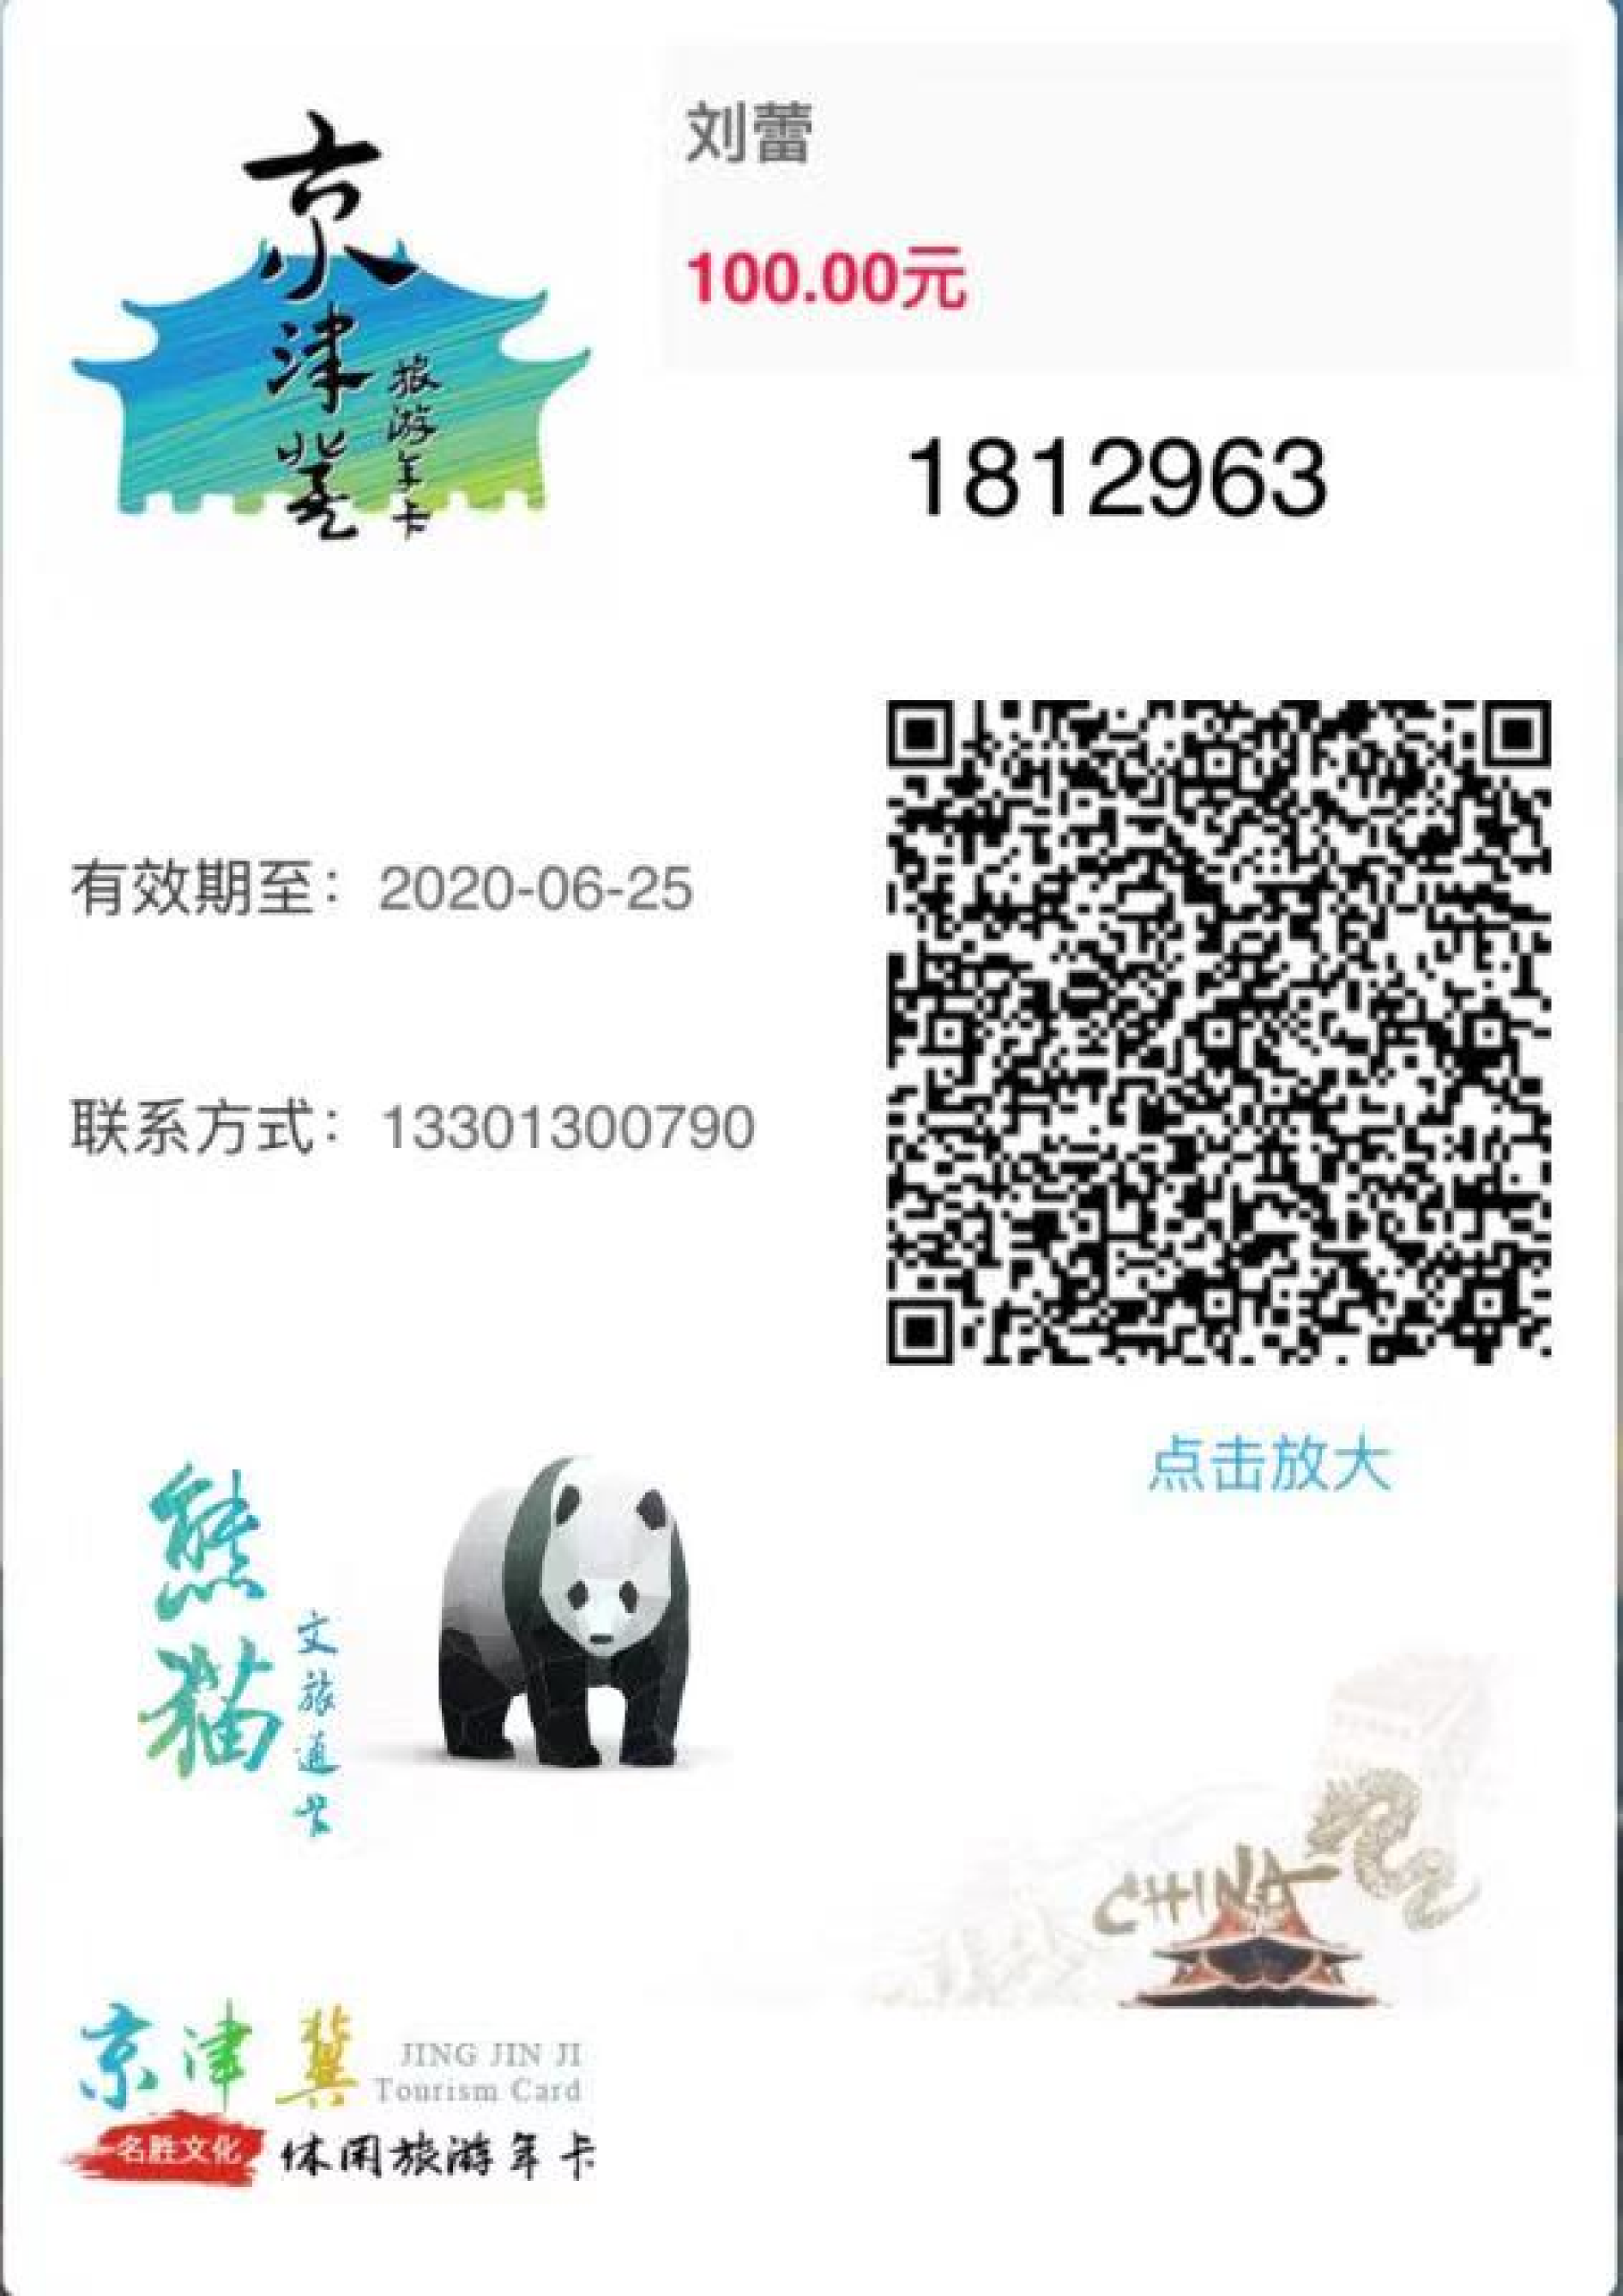 京津冀
旅游年卡
刘蕾
100.00元
1812963
有效期至：2020-06-25
联系方式：13301300790
点击放大
熊猫
文旅通卡
CHINA
京津冀
JING JIN JI
Tourism Card
名胜文化
休闲旅游年卡